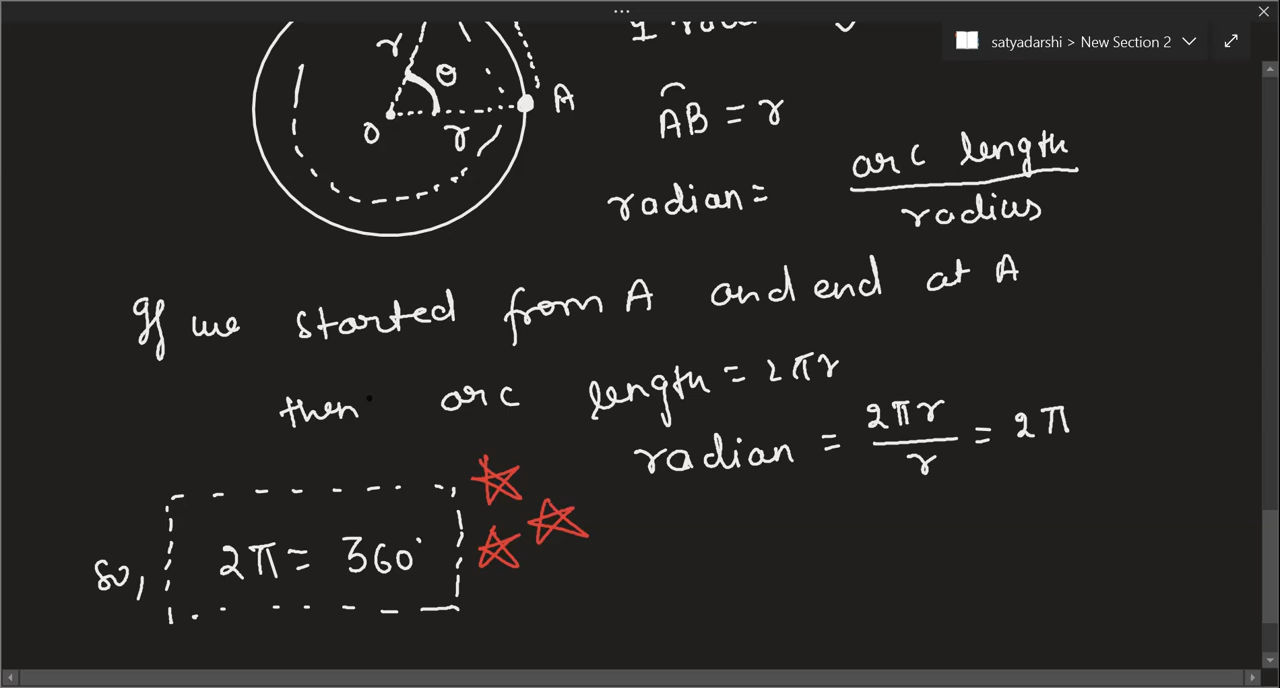 ...
satyadarshi > New Section 2
r
θ
A
O
r
AB = r
radian = arc length / radius
If we started from A and end at A
then arc length = 2πr
radian = 2πr / r = 2π
So, 2π = 360°